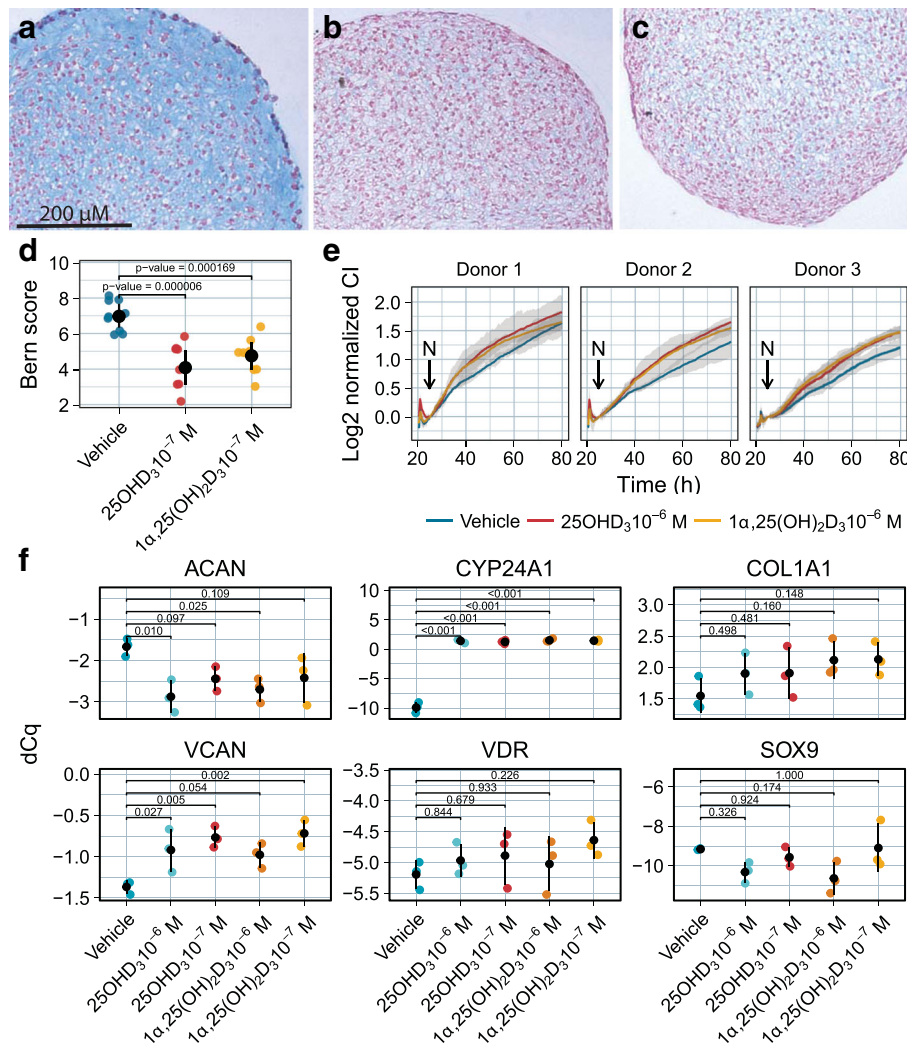 a
b
c
200 µM
d
Bern score
10
8
6
4
2
p−value = 0.000169
p−value = 0.000006
Vehicle
25OHD₃10⁻⁷ M
1α,25(OH)₂D₃10⁻⁷ M
e
Donor 1
Donor 2
Donor 3
Log2 normalized CI
2.0
1.5
1.0
0.5
0.0
N
N
N
20 40 60 80
20 40 60 80
20 40 60 80
Time (h)
Vehicle 25OHD₃10⁻⁶ M 1α,25(OH)₂D₃10⁻⁶ M
f
dCq
ACAN
−1
−2
−3
0.109
0.025
0.097
0.010
CYP24A1
10
5
0
−5
−10
<0.001
<0.001
<0.001
<0.001
COL1A1
3.0
2.5
2.0
1.5
0.148
0.160
0.481
0.498
VCAN
0.0
−0.5
−1.0
−1.5
0.002
0.054
0.005
0.027
VDR
−3.5
−4.0
−4.5
−5.0
−5.5
0.226
0.933
0.679
0.844
SOX9
−6
−8
−10
1.000
0.174
0.924
0.326
Vehicle
25OHD₃10⁻⁶ M
25OHD₃10⁻⁷ M
1α,25(OH)₂D₃10⁻⁶ M
1α,25(OH)₂D₃10⁻⁷ M
Vehicle
25OHD₃10⁻⁶ M
25OHD₃10⁻⁷ M
1α,25(OH)₂D₃10⁻⁶ M
1α,25(OH)₂D₃10⁻⁷ M
Vehicle
25OHD₃10⁻⁶ M
25OHD₃10⁻⁷ M
1α,25(OH)₂D₃10⁻⁶ M
1α,25(OH)₂D₃10⁻⁷ M